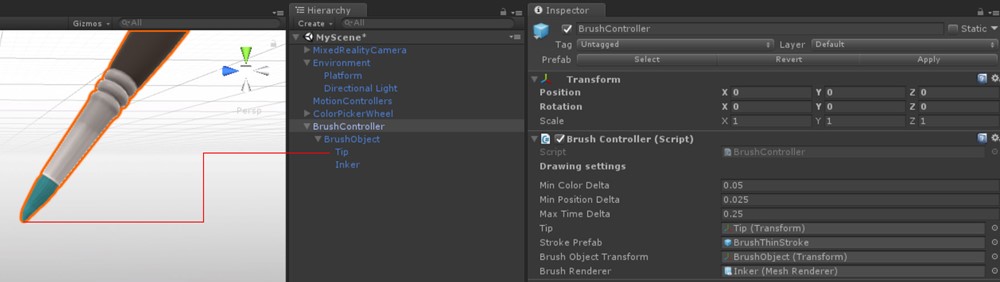 Gizmos
All
Persp
Hierarchy
Create
All
MyScene*
MixedRealityCamera
Environment
Platform
Directional Light
MotionControllers
ColorPickerWheel
BrushController
BrushObject
Tip
Inker
Inspector
BrushController
Static
Tag Untagged Layer Default
Prefab Select Revert Apply
Transform
Position X 0 Y 0 Z 0
Rotation X 0 Y 0 Z 0
Scale X 1 Y 1 Z 1
Brush Controller (Script)
Script BrushController
Drawing settings
Min Color Delta 0.05
Min Position Delta 0.025
Max Time Delta 0.25
Tip Tip (Transform)
Stroke Prefab BrushThinStroke
Brush Object Transform BrushObject (Transform)
Brush Renderer Inker (Mesh Renderer)